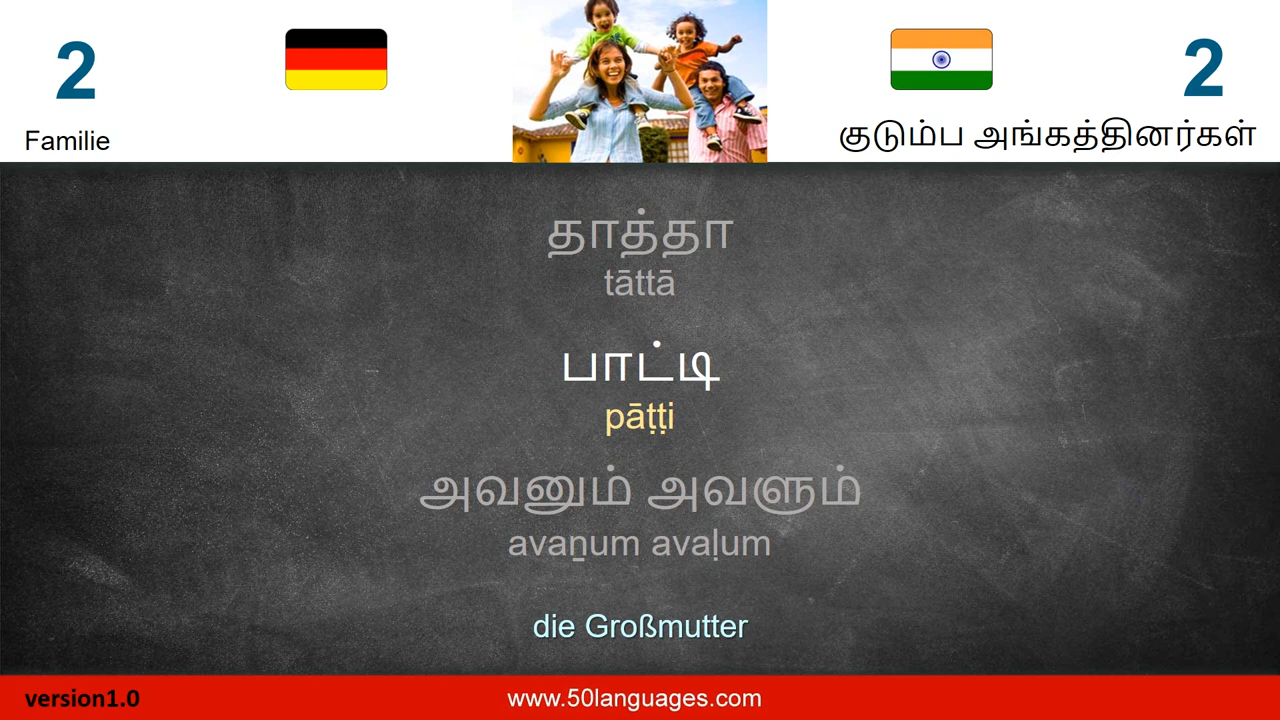 2
2
Familie
குடும்ப அங்கத்தினர்கள்
தாத்தா
tāttā
பாட்டி
pāṭṭi
அவனும் அவளும்
avaṉum avaḷum
die Großmutter
version1.0
www.50languages.com